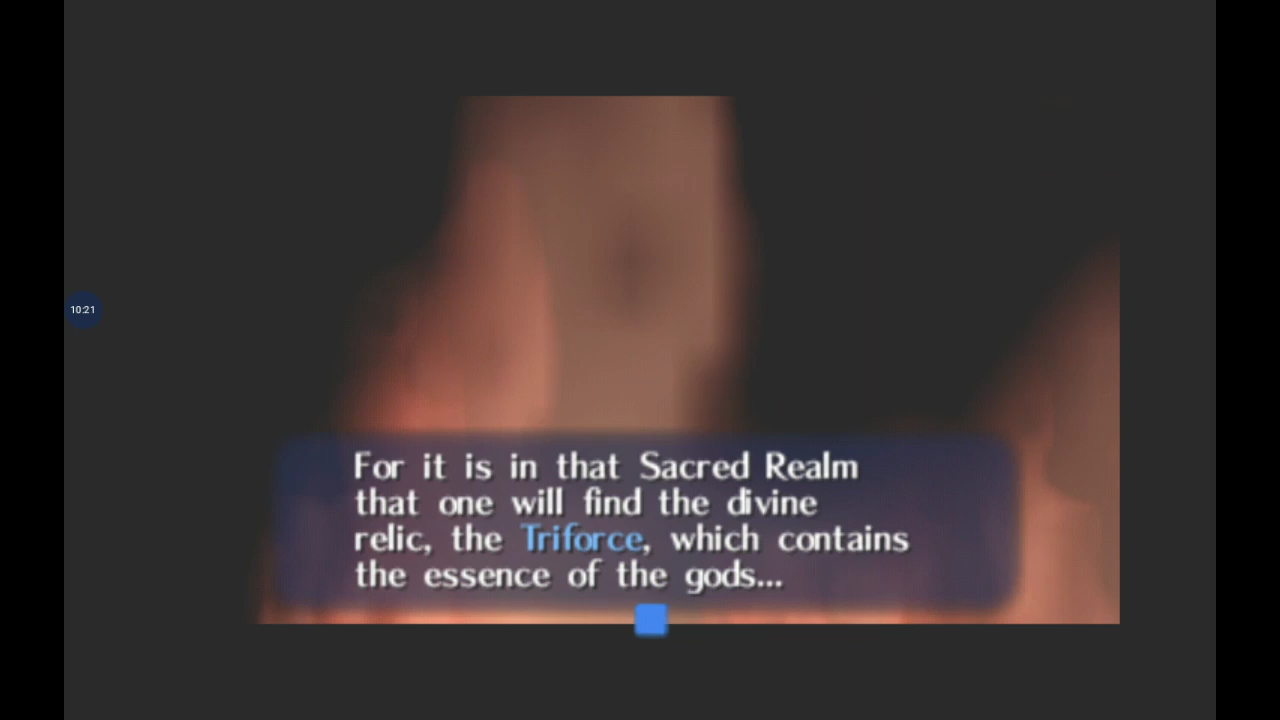 10:21
For it is in that Sacred Realm
that one will find the divine
relic, the Triforce, which contains
the essence of the gods...